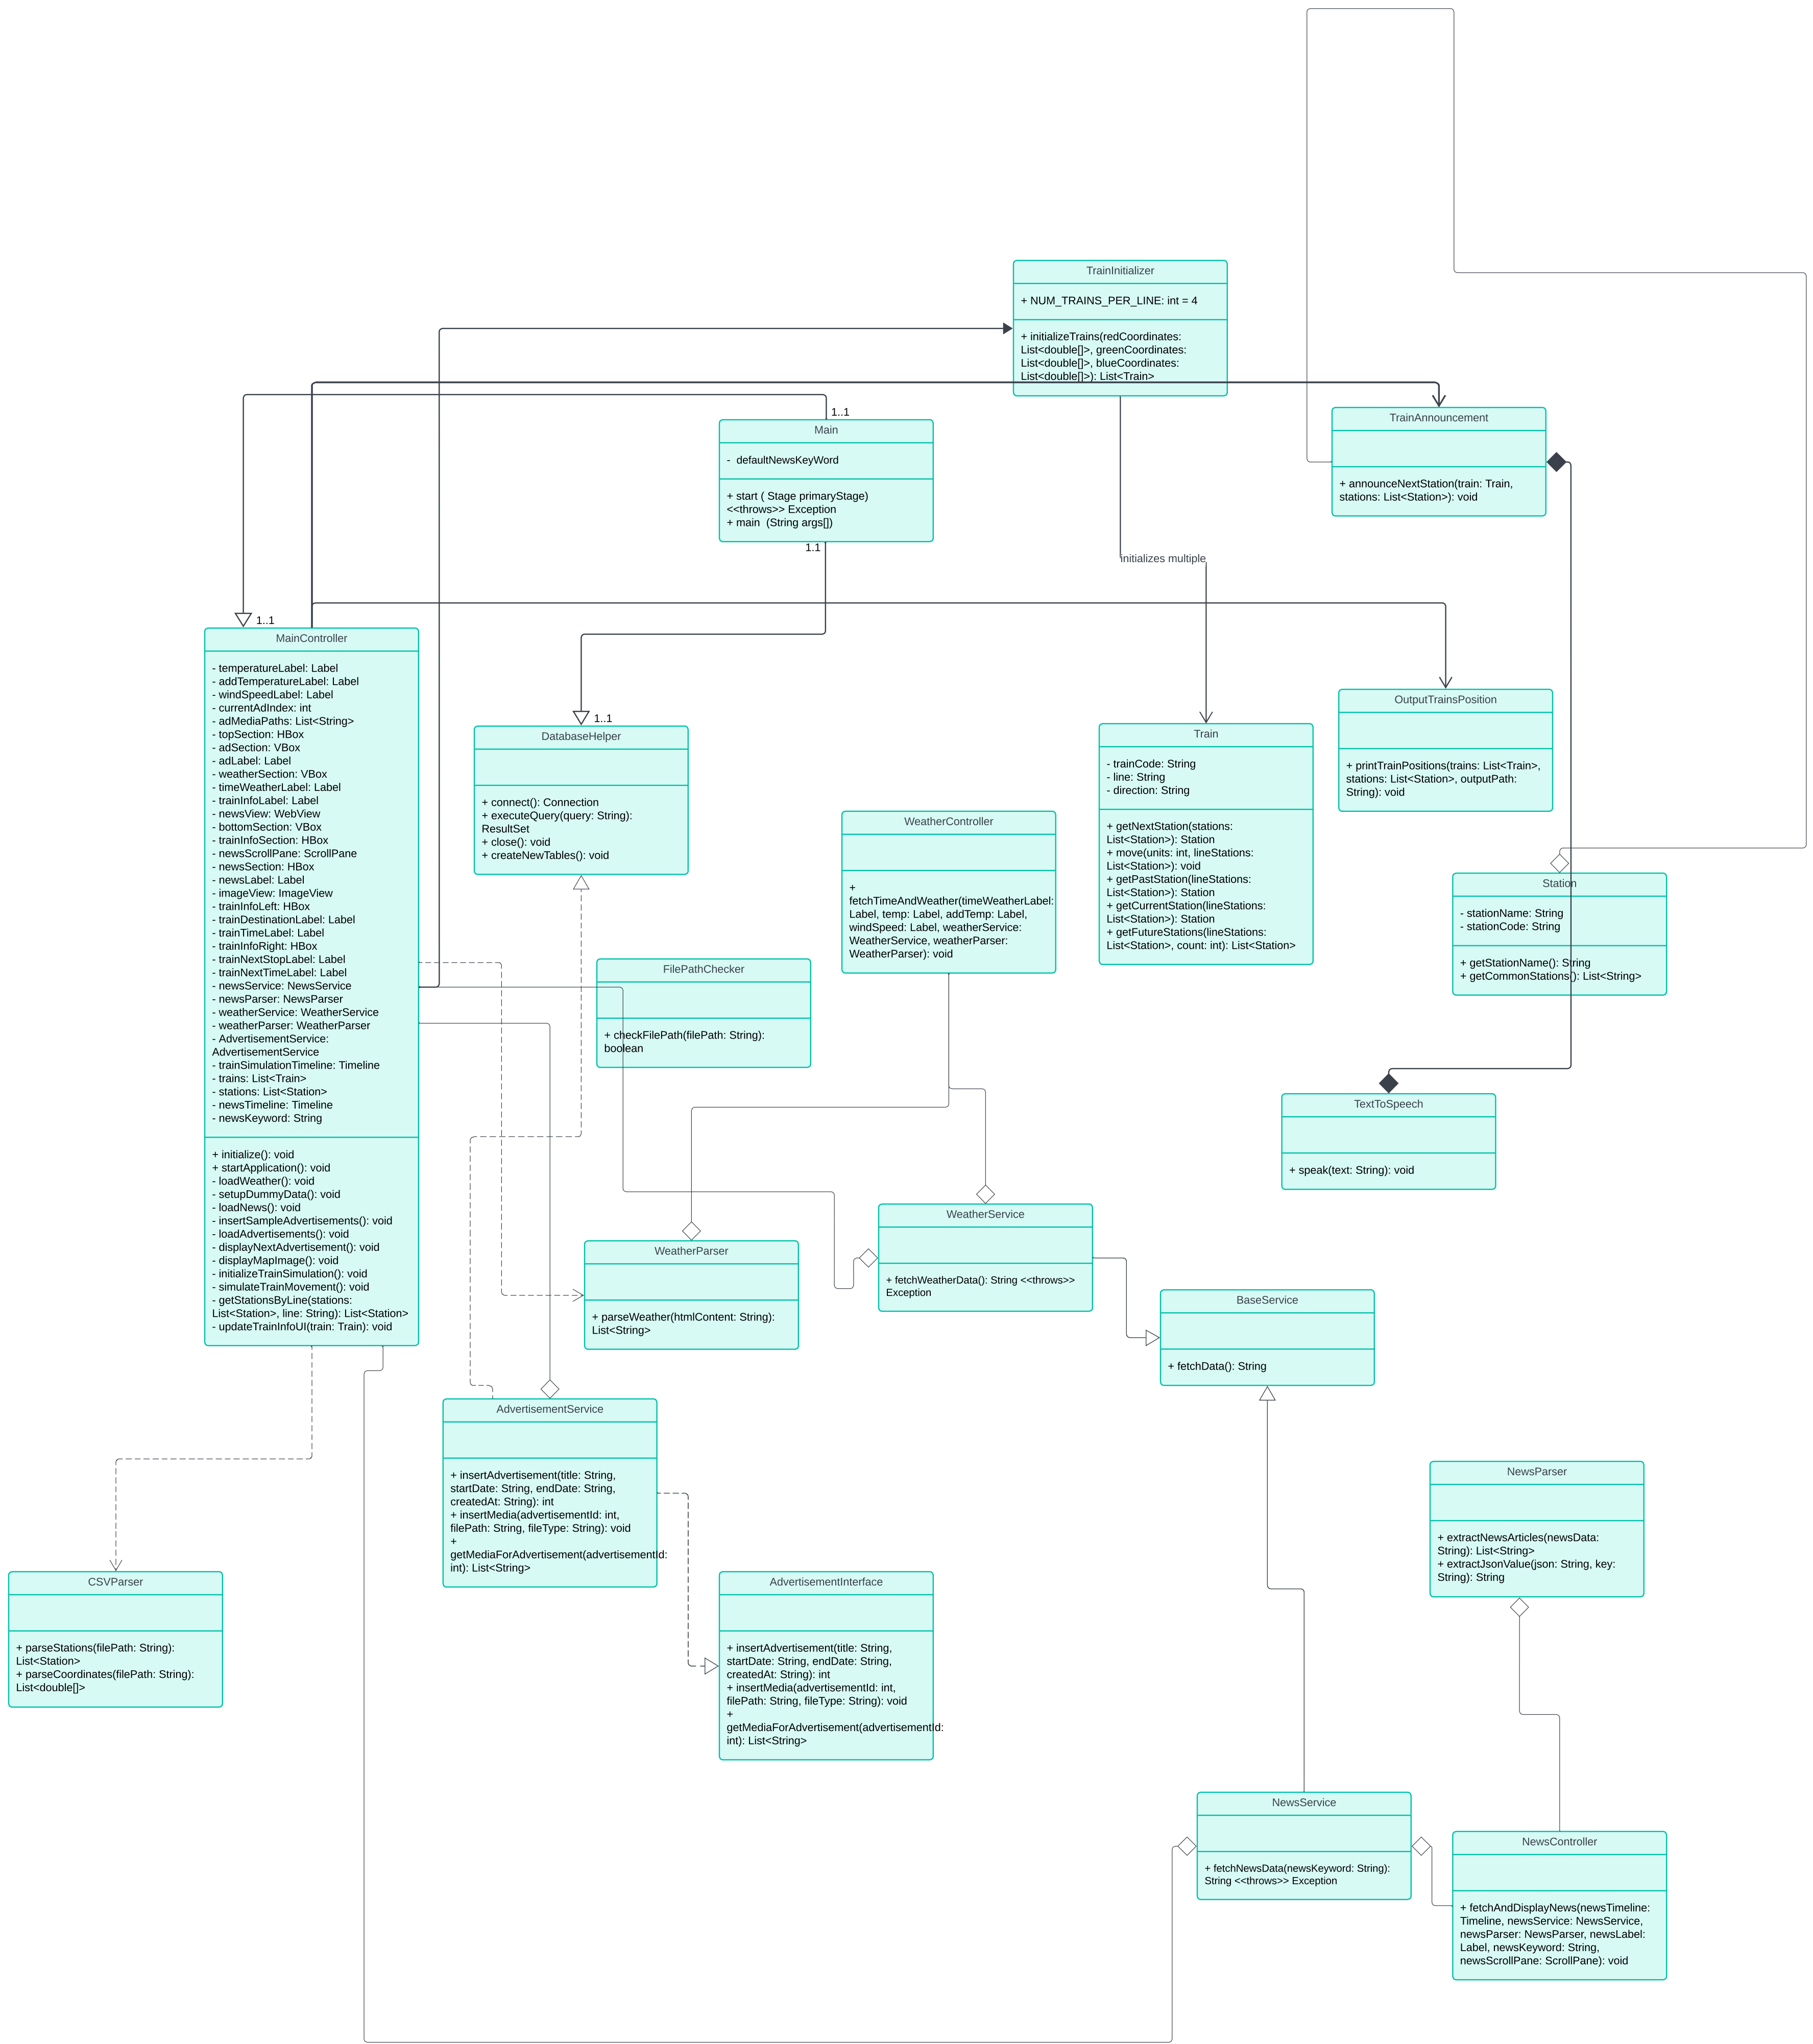 TrainInitializer
+ NUM_TRAINS_PER_LINE: int = 4
+ initializeTrains(redCoordinates:
List<double[]>, greenCoordinates:
List<double[]>, blueCoordinates:
List<double[]>): List<Train>
TrainAnnouncement
+ announceNextStation(train: Train,
stations: List<Station>): void
1..1
Main
-  defaultNewsKeyWord
+ start ( Stage primaryStage)
<<throws>> Exception
+ main  (String args[])
1.1
initializes multiple
1..1
MainController
- temperatureLabel: Label
- addTemperatureLabel: Label
- windSpeedLabel: Label
- currentAdIndex: int
- adMediaPaths: List<String>
- topSection: HBox
- adSection: VBox
- adLabel: Label
- weatherSection: VBox
- timeWeatherLabel: Label
- trainInfoLabel: Label
- newsView: WebView
- bottomSection: VBox
- trainInfoSection: HBox
- newsScrollPane: ScrollPane
- newsSection: HBox
- newsLabel: Label
- imageView: ImageView
- trainInfoLeft: HBox
- trainDestinationLabel: Label
- trainTimeLabel: Label
- trainInfoRight: HBox
- trainNextStopLabel: Label
- trainNextTimeLabel: Label
- newsService: NewsService
- newsParser: NewsParser
- weatherService: WeatherService
- weatherParser: WeatherParser
- AdvertisementService:
AdvertisementService
- trainSimulationTimeline: Timeline
- trains: List<Train>
- stations: List<Station>
- newsTimeline: Timeline
- newsKeyword: String
+ initialize(): void
+ startApplication(): void
- loadWeather(): void
- setupDummyData(): void
- loadNews(): void
- insertSampleAdvertisements(): void
- loadAdvertisements(): void
- displayNextAdvertisement(): void
- displayMapImage(): void
- initializeTrainSimulation(): void
- simulateTrainMovement(): void
- getStationsByLine(stations:
List<Station>, line: String): List<Station>
- updateTrainInfoUI(train: Train): void
1..1
DatabaseHelper
+ connect(): Connection
+ executeQuery(query: String):
ResultSet
+ close(): void
+ createNewTables(): void
OutputTrainsPosition
+ printTrainPositions(trains: List<Train>,
stations: List<Station>, outputPath:
String): void
Train
- trainCode: String
- line: String
- direction: String
+ getNextStation(stations:
List<Station>): Station
+ move(units: int, lineStations:
List<Station>): void
+ getPastStation(lineStations:
List<Station>): Station
+ getCurrentStation(lineStations:
List<Station>): Station
+ getFutureStations(lineStations:
List<Station>, count: int): List<Station>
WeatherController
+
fetchTimeAndWeather(timeWeatherLabel:
Label, temp: Label, addTemp: Label,
windSpeed: Label, weatherService:
WeatherService, weatherParser:
WeatherParser): void
Station
- stationName: String
- stationCode: String
+ getStationName(): String
+ getCommonStations(): List<String>
FilePathChecker
+ checkFilePath(filePath: String):
boolean
TextToSpeech
+ speak(text: String): void
WeatherService
+ fetchWeatherData(): String <<throws>>
Exception
WeatherParser
+ parseWeather(htmlContent: String):
List<String>
BaseService
+ fetchData(): String
AdvertisementService
+ insertAdvertisement(title: String,
startDate: String, endDate: String,
createdAt: String): int
+ insertMedia(advertisementId: int,
filePath: String, fileType: String): void
+
getMediaForAdvertisement(advertisementId:
int): List<String>
NewsParser
+ extractNewsArticles(newsData:
String): List<String>
+ extractJsonValue(json: String, key:
String): String
CSVParser
+ parseStations(filePath: String):
List<Station>
+ parseCoordinates(filePath: String):
List<double[]>
AdvertisementInterface
+ insertAdvertisement(title: String,
startDate: String, endDate: String,
createdAt: String): int
+ insertMedia(advertisementId: int,
filePath: String, fileType: String): void
+
getMediaForAdvertisement(advertisementId:
int): List<String>
NewsService
+ fetchNewsData(newsKeyword: String):
String <<throws>> Exception
NewsController
+ fetchAndDisplayNews(newsTimeline:
Timeline, newsService: NewsService,
newsParser: NewsParser, newsLabel:
Label, newsKeyword: String,
newsScrollPane: ScrollPane): void